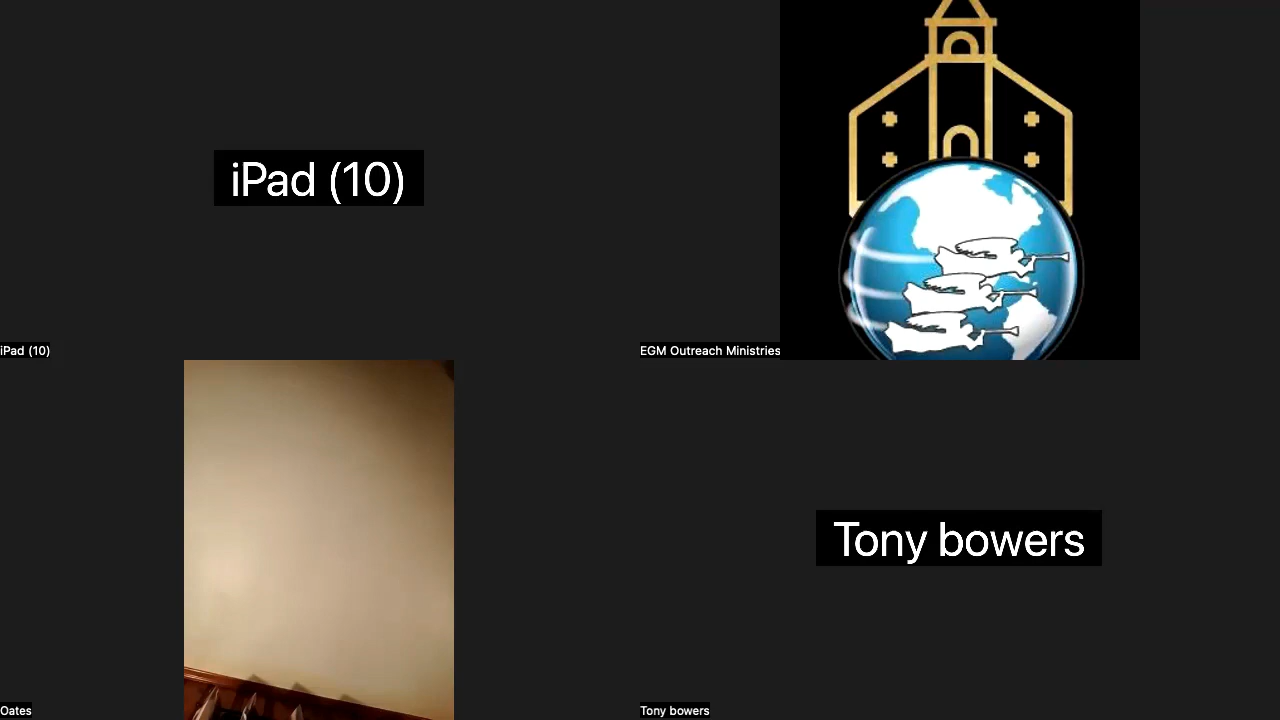 iPad (10)
iPad (10)
EGM Outreach Ministries
Oates
Tony bowers
Tony bowers